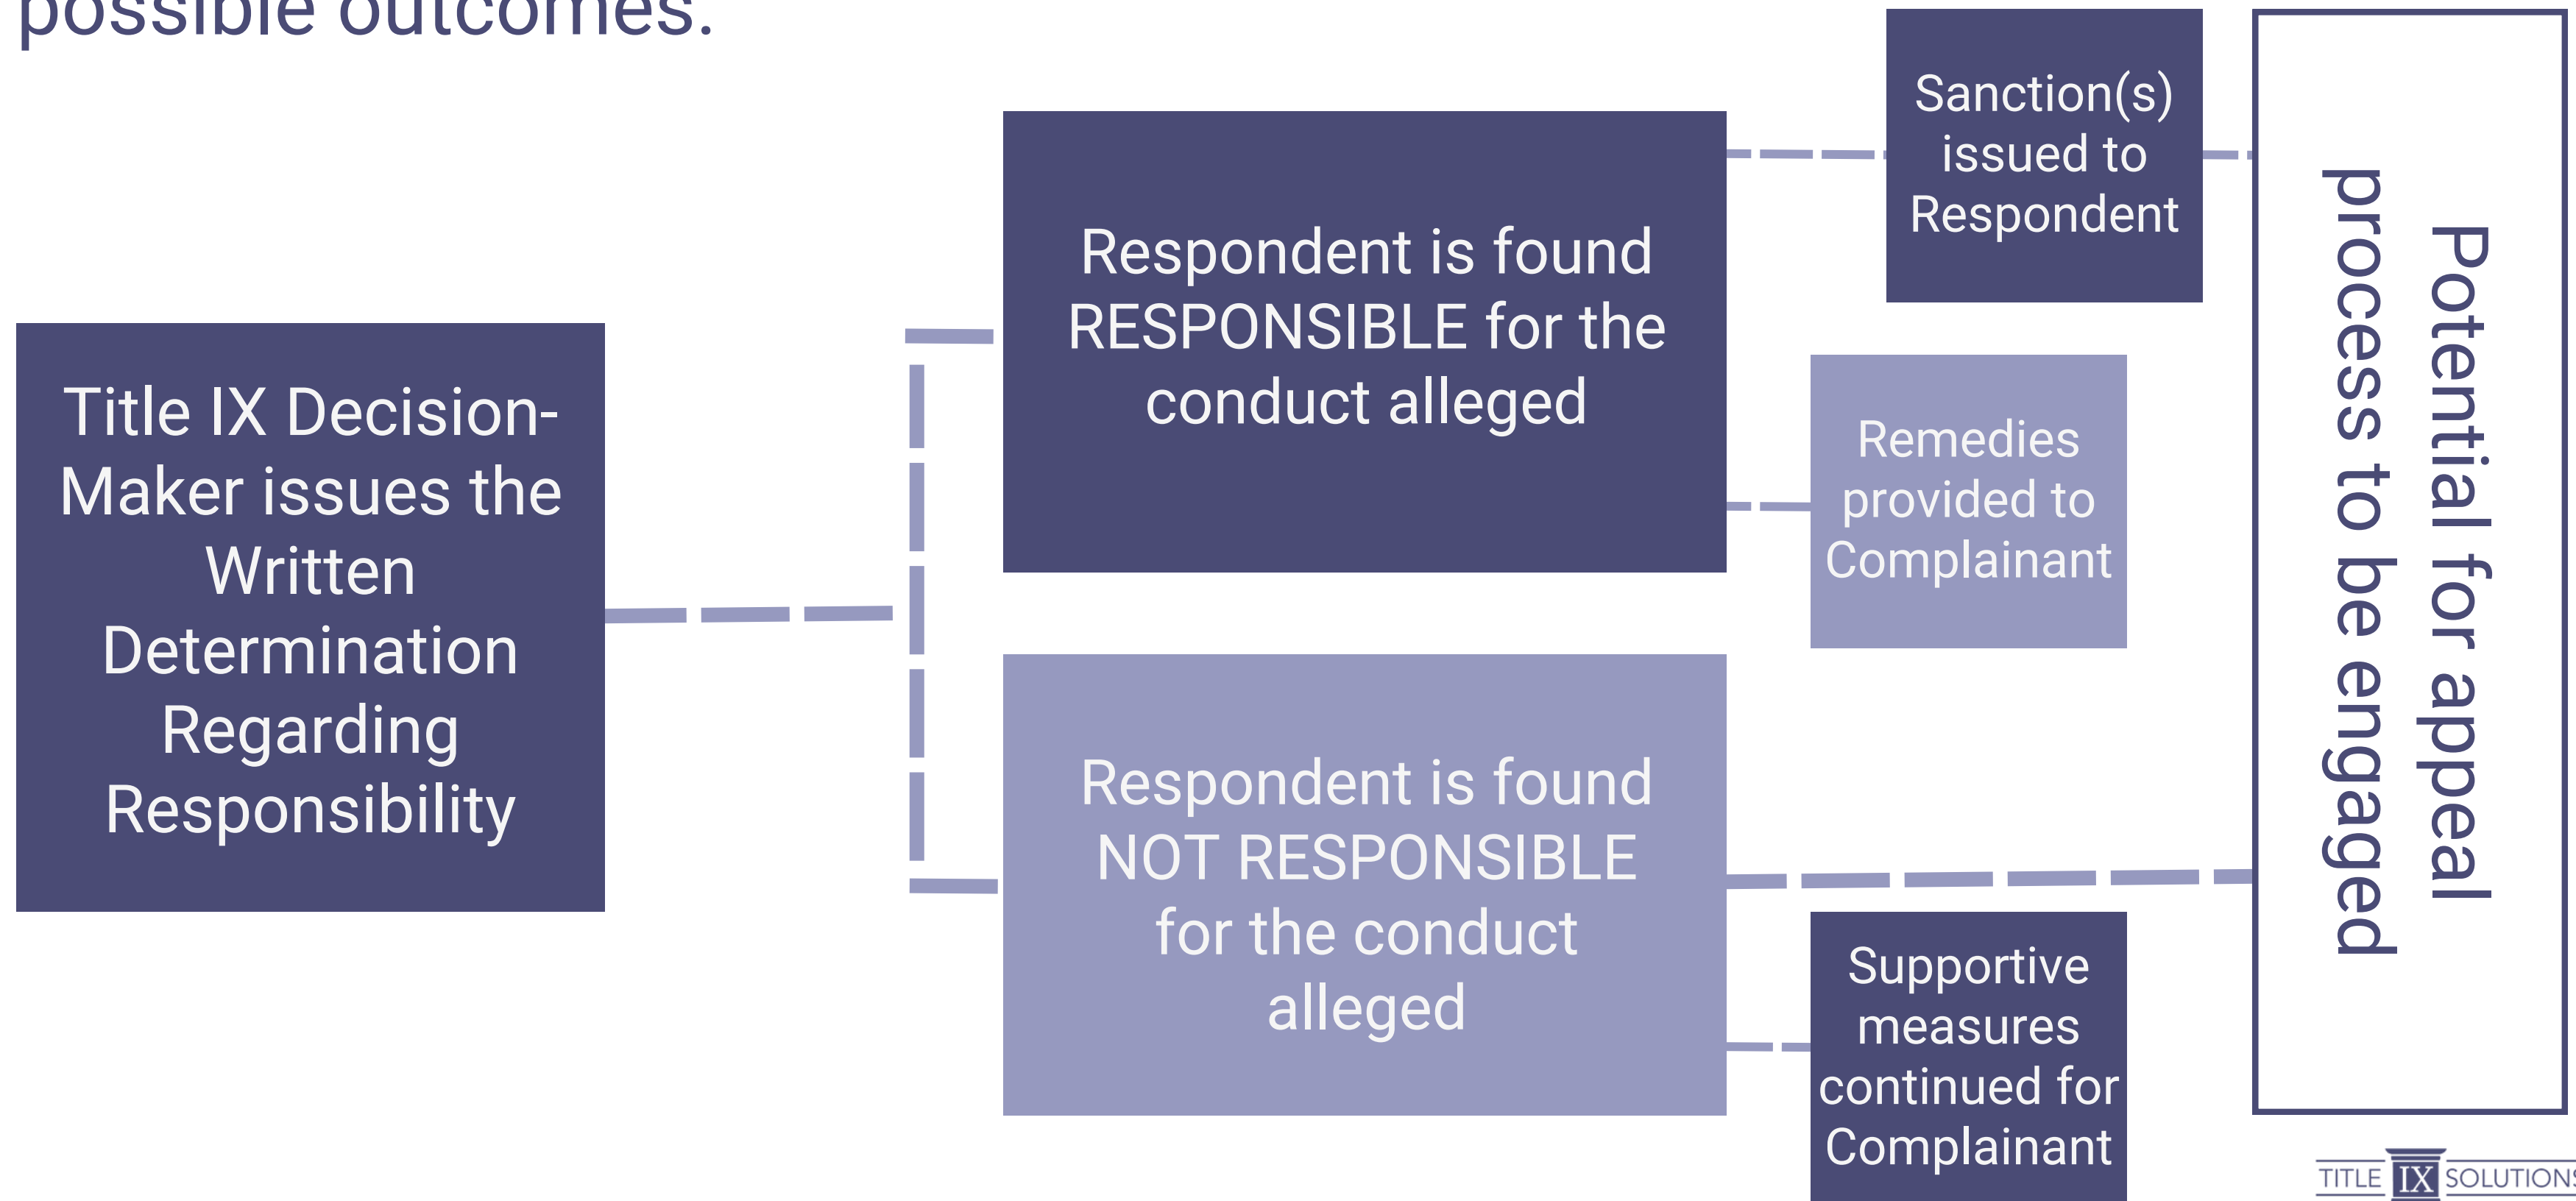 possible outcomes:
Title IX Decision-
Maker issues the
Written
Determination
Regarding
Responsibility
Respondent is found
RESPONSIBLE for the
conduct alleged
Respondent is found
NOT RESPONSIBLE
for the conduct
alleged
Sanction(s)
issued to
Respondent
Remedies
provided to
Complainant
Supportive
measures
continued for
Complainant
Potential for appeal
process to be engaged
TITLE IX SOLUTIONS